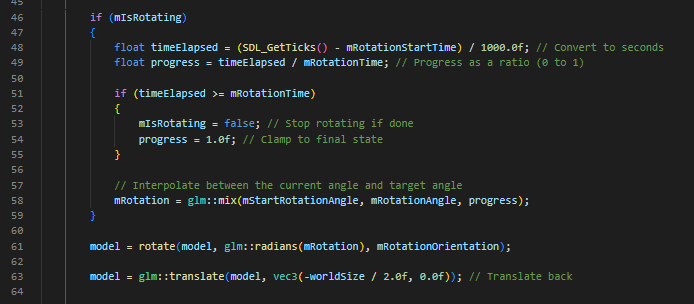 45
46 if (mIsRotating)
47 {
48 float timeElapsed = (SDL_GetTicks() - mRotationStartTime) / 1000.0f; // Convert to seconds
49 float progress = timeElapsed / mRotationTime; // Progress as a ratio (0 to 1)
50
51 if (timeElapsed >= mRotationTime)
52 {
53 mIsRotating = false; // Stop rotating if done
54 progress = 1.0f; // Clamp to final state
55 }
56
57 // Interpolate between the current angle and target angle
58 mRotation = glm::mix(mStartRotationAngle, mRotationAngle, progress);
59 }
60
61 model = rotate(model, glm::radians(mRotation), mRotationOrientation);
62
63 model = glm::translate(model, vec3(-worldSize / 2.0f, 0.0f)); // Translate back
64